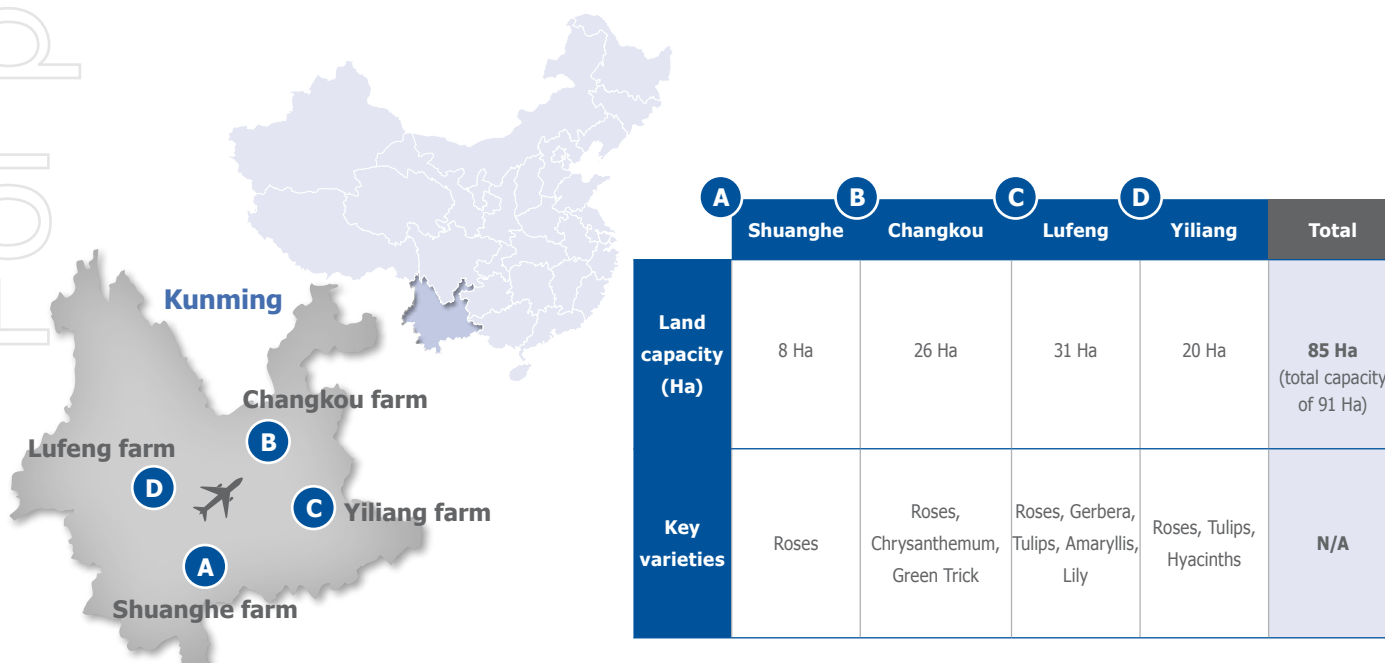 For p
Kunming
Changkou farm
B
Lufeng farm
D
C
Yiliang farm
A
Shuanghe farm
A
B
C
D
Shuanghe
Changkou
Lufeng
Yiliang
Total
Land
capacity
(Ha)
8 Ha
26 Ha
31 Ha
20 Ha
85 Ha
(total capacity
of 91 Ha)
Key
varieties
Roses
Roses,
Chrysanthemum,
Green Trick
Roses, Gerbera,
Tulips, Amaryllis,
Lily
Roses, Tulips,
Hyacinths
N/A